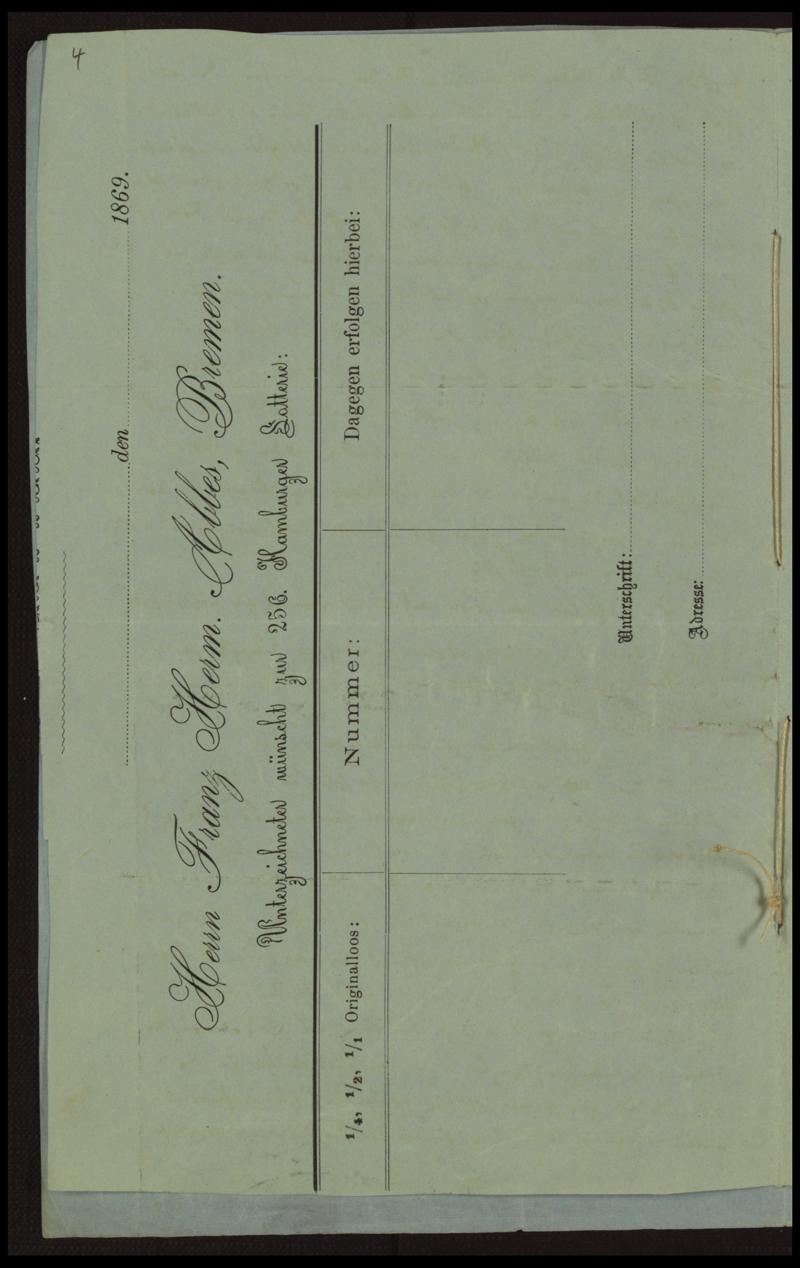 4
den 1869.
Herrn Franz Herm. Abbes, Bremen.
Unterzeichneter wünscht zur 256. Hamburger Lotterie:
1/4, 1/2, 1/1 Originalloos: Nummer: Dagegen erfolgen hierbei:
Unterschrift:
Adresse: